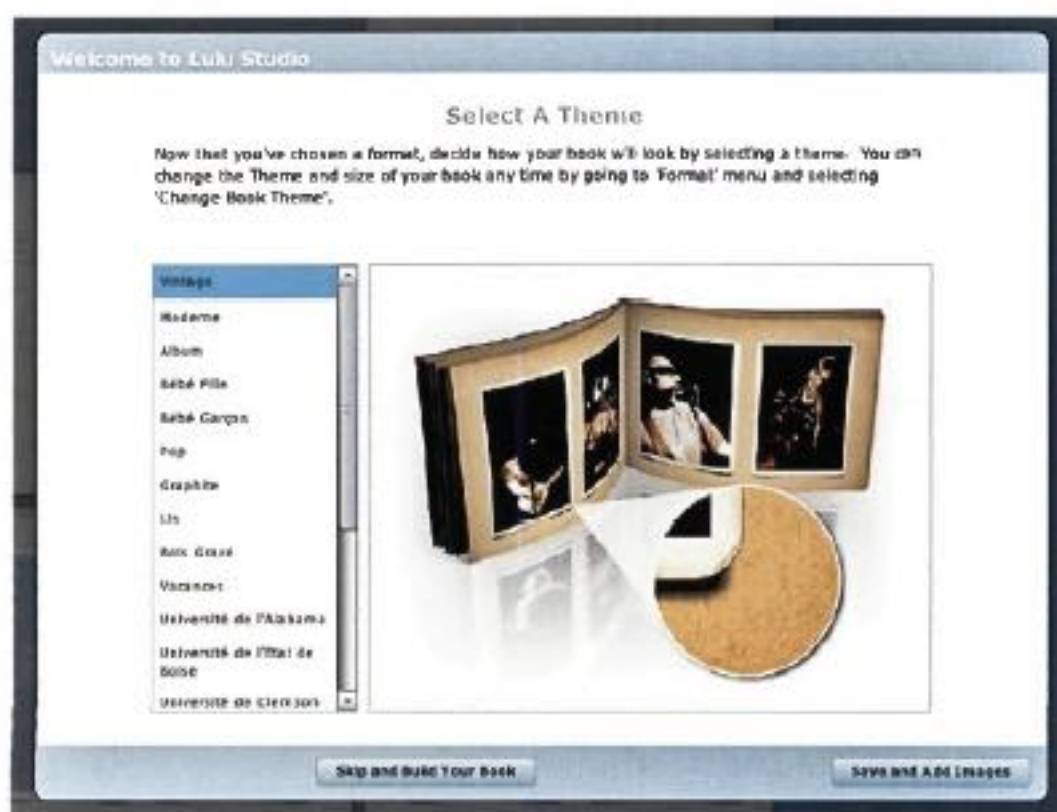 Welcome to Lulu Studio
Select A Theme
Now that you've chosen a format, decide how your book will look by selecting a theme. You can
change the Theme and size of your book any time by going to 'Format' menu and selecting
'Change Book Theme'.
Vintage
Moderne
Album
Bébé Fille
Bébé Garçon
Pop
Graphite
Lis
Bois Gravé
Vacances
Université de l'Alabama
Université de l'État de
Boise
Université de Clemson
Skip and Build Your Book
Save and Add Images